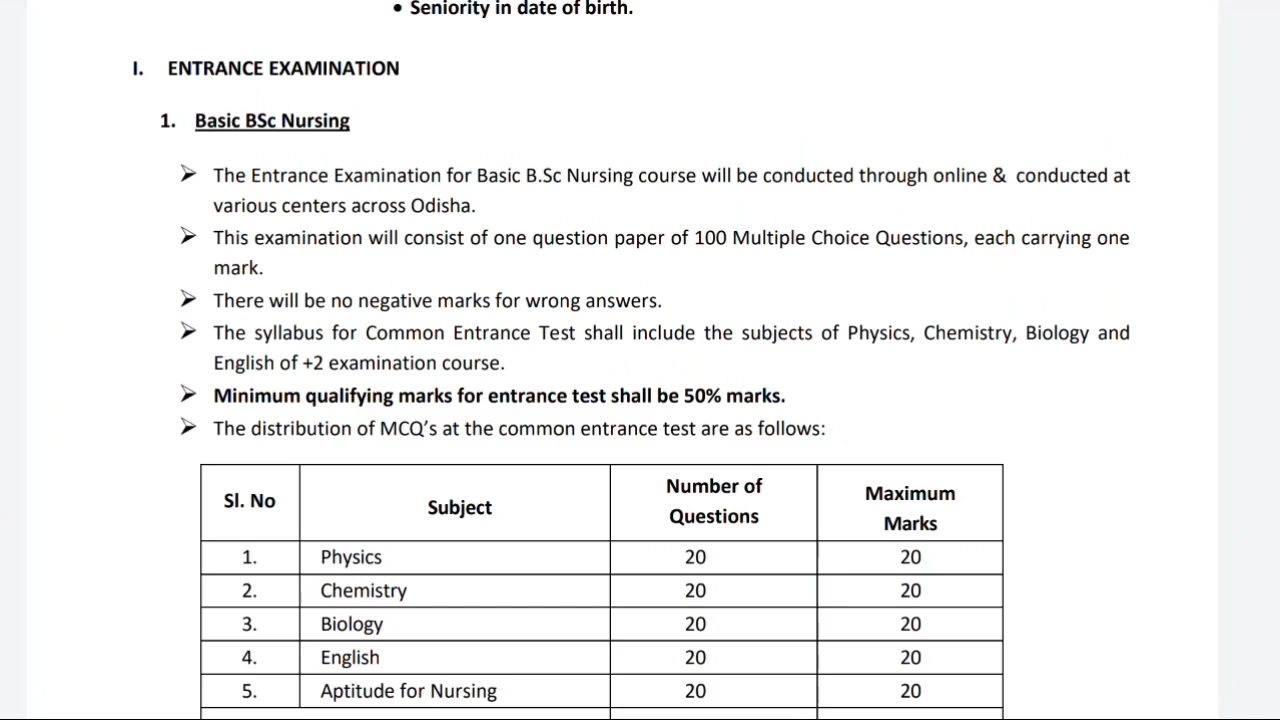 • Seniority in date of birth.
I. ENTRANCE EXAMINATION
1. Basic BSc Nursing
➢ The Entrance Examination for Basic B.Sc Nursing course will be conducted through online & conducted at
various centers across Odisha.
➢ This examination will consist of one question paper of 100 Multiple Choice Questions, each carrying one
mark.
➢ There will be no negative marks for wrong answers.
➢ The syllabus for Common Entrance Test shall include the subjects of Physics, Chemistry, Biology and
English of +2 examination course.
➢ Minimum qualifying marks for entrance test shall be 50% marks.
➢ The distribution of MCQ's at the common entrance test are as follows:
Sl. No Subject Number of Questions Maximum Marks
1. Physics 20 20
2. Chemistry 20 20
3. Biology 20 20
4. English 20 20
5. Aptitude for Nursing 20 20